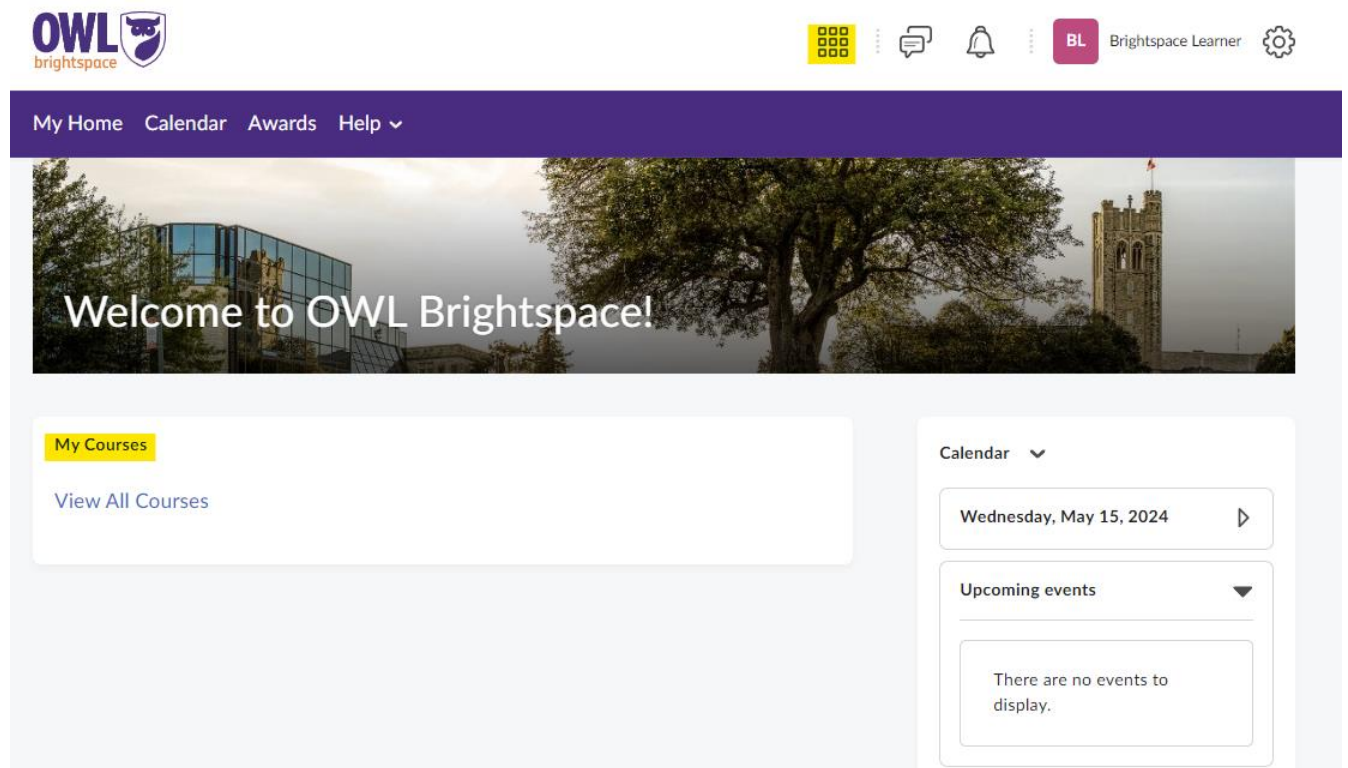 OWL
brightspace
BL
Brightspace Learner
My Home
Calendar
Awards
Help
Welcome to OWL Brightspace!
My Courses
View All Courses
Calendar
Wednesday, May 15, 2024
Upcoming events
There are no events to
display.